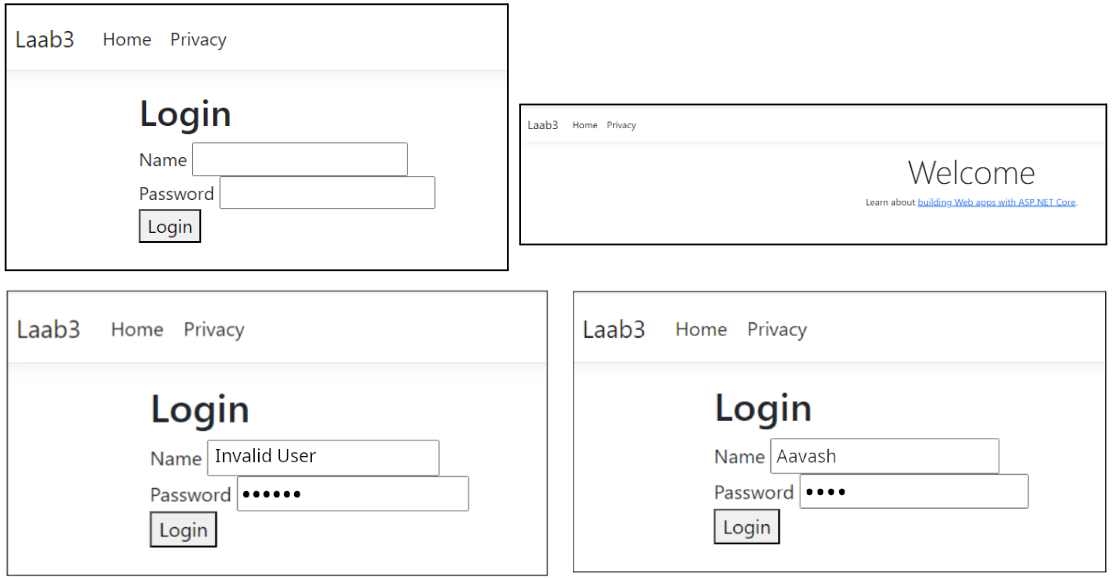 Laab3 Home Privacy
Login
Name
Password
Login
Laab3 Home Privacy
Welcome
Learn about building Web apps with ASP.NET Core.
Laab3 Home Privacy
Login
Name Invalid User
Password ••••••
Login
Laab3 Home Privacy
Login
Name Aavash
Password ••••
Login